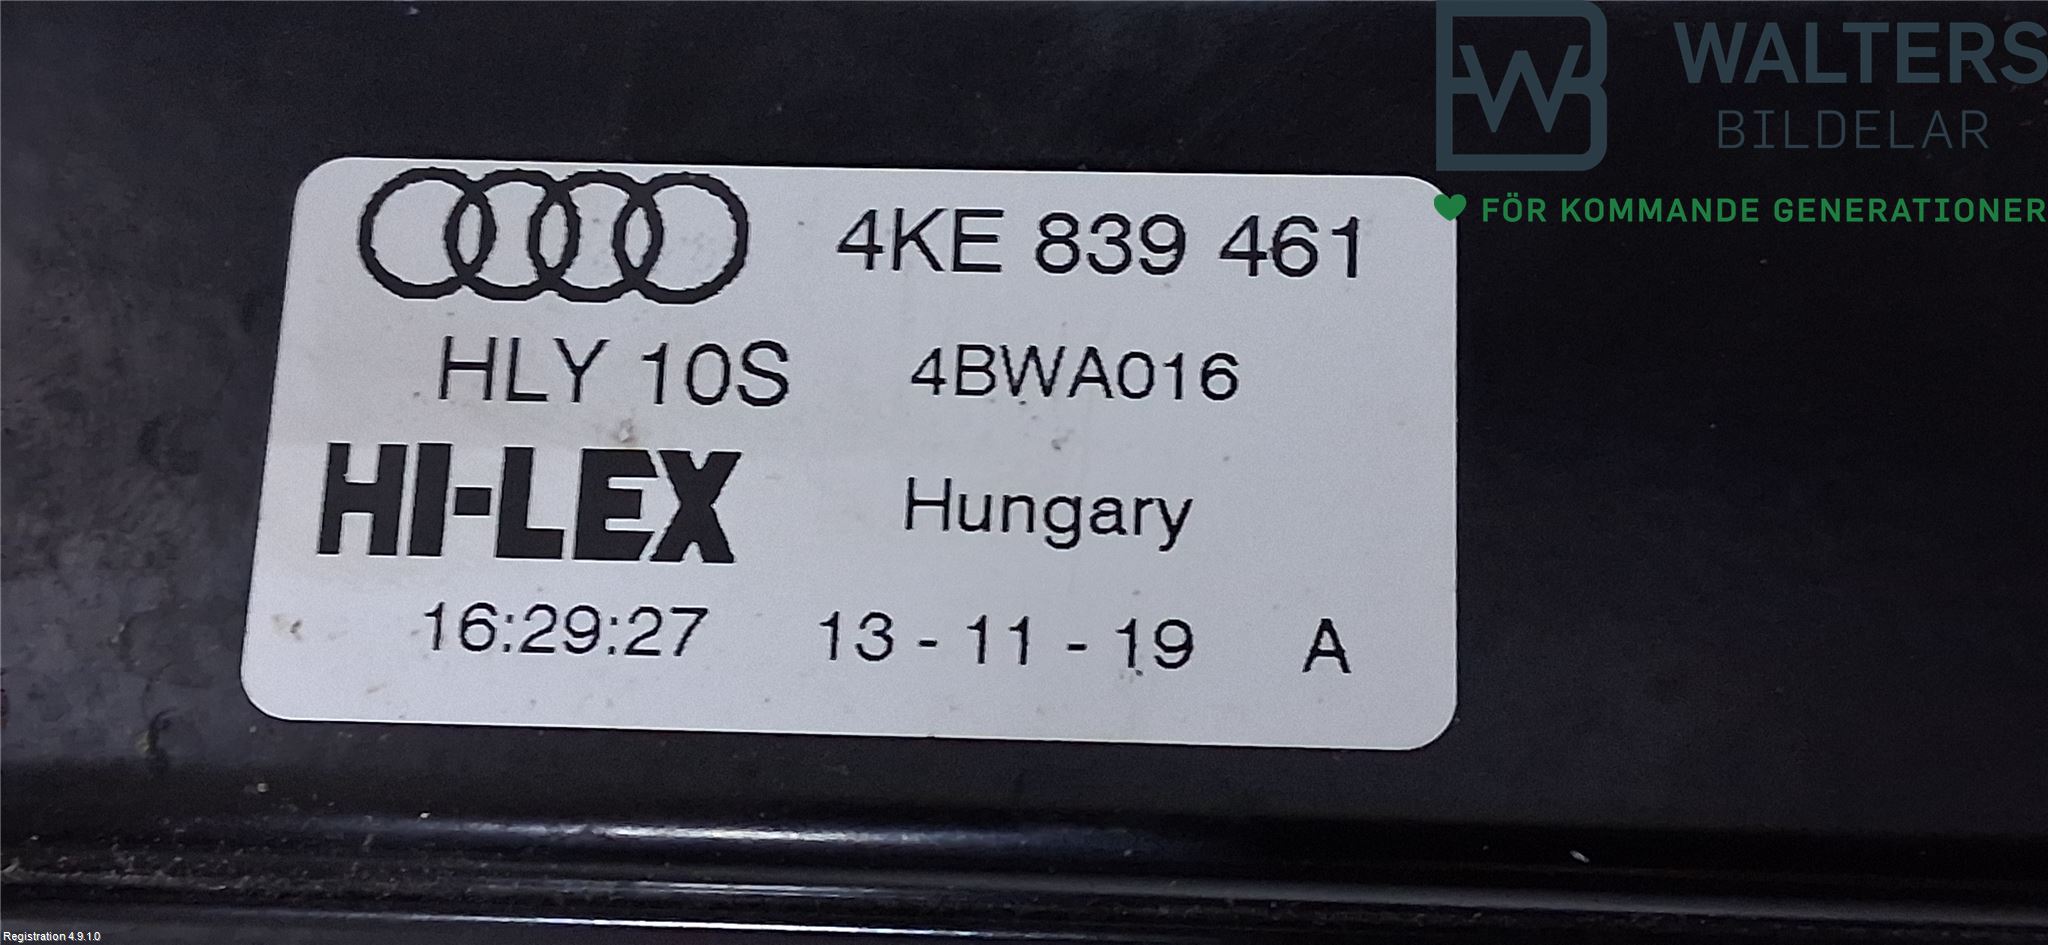 WALTERS
BILDELAR
FÖR KOMMANDE GENERATIONER
4KE 839 461
HLY 10S 4BWA016
HI-LEX Hungary
16:29:27 13 - 11 - 19 A
Registration 4.9.1.0